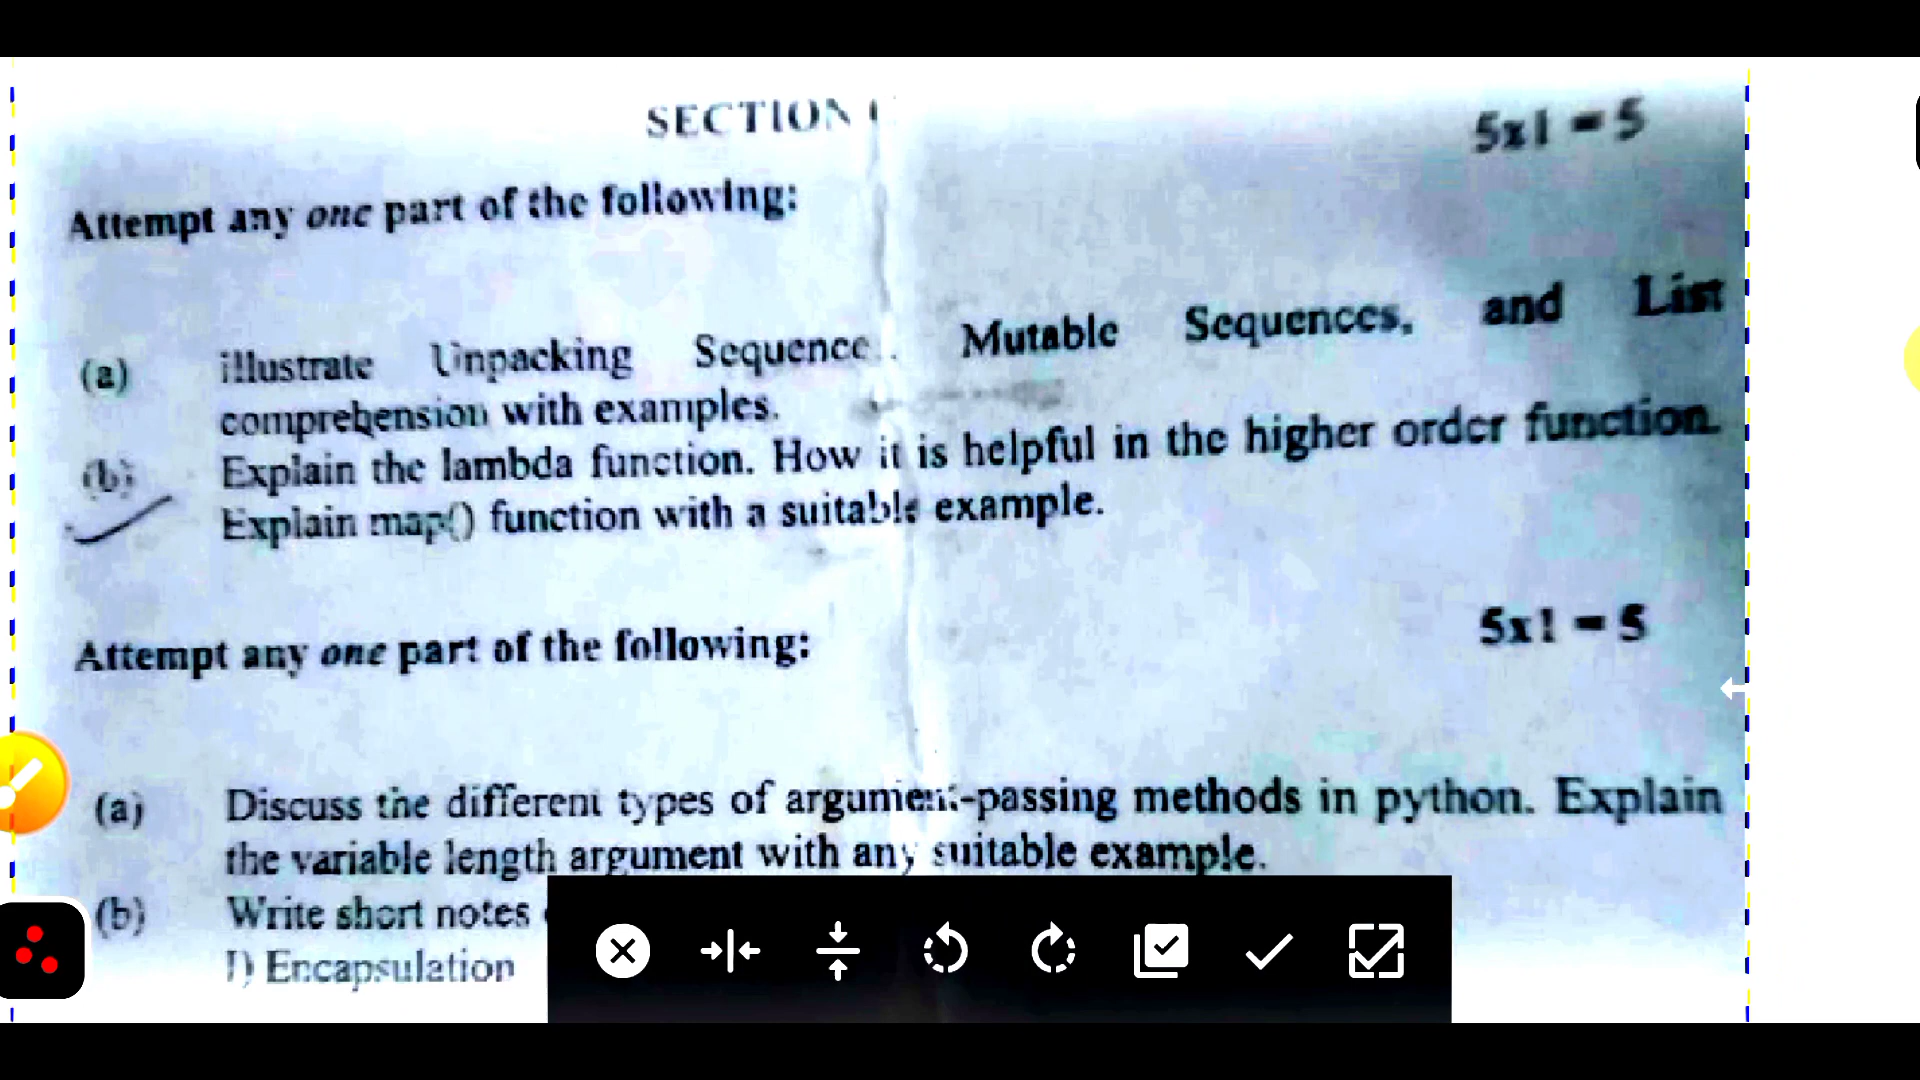 SECTION
5x1 = 5
Attempt any one part of the following:
(a) illustrate Unpacking Sequence Mutable Sequences, and List
comprehension with examples.
(b) Explain the lambda function. How it is helpful in the higher order function.
Explain map() function with a suitable example.
5x1 = 5
Attempt any one part of the following:
(a) Discuss the different types of argument-passing methods in python. Explain
the variable length argument with any suitable example.
(b) Write short notes
I) Encapsulation